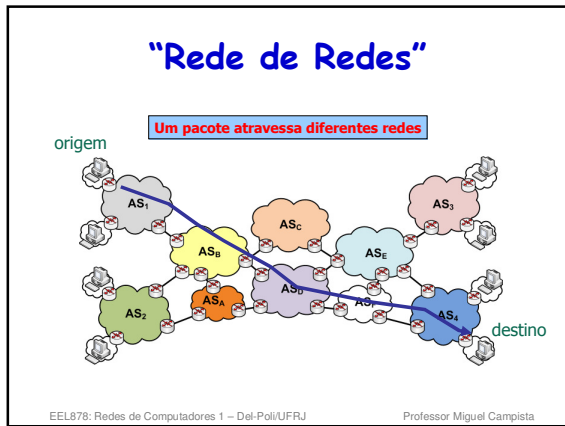 “Rede de Redes”
Um pacote atravessa diferentes redes
origem
AS1
AS3
ASC
ASB
ASE
ASD
AS2
ASA
ASF
AS4
destino
EEL878: Redes de Computadores 1 – Del-Poli/UFRJ
Professor Miguel Campista